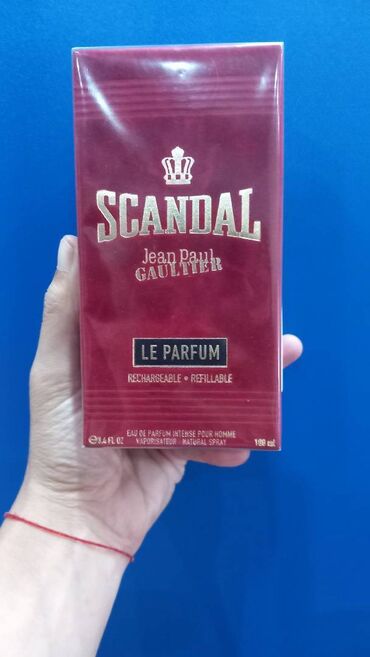 SCANDAL
Jean Paul
GAULTIER
LE PARFUM
RECHARGEABLE • REFILLABLE
EAU DE PARFUM INTENSE POUR HOMME
e3.4 FL OZ VAPORISATEUR - NATURAL SPRAY 100 ml